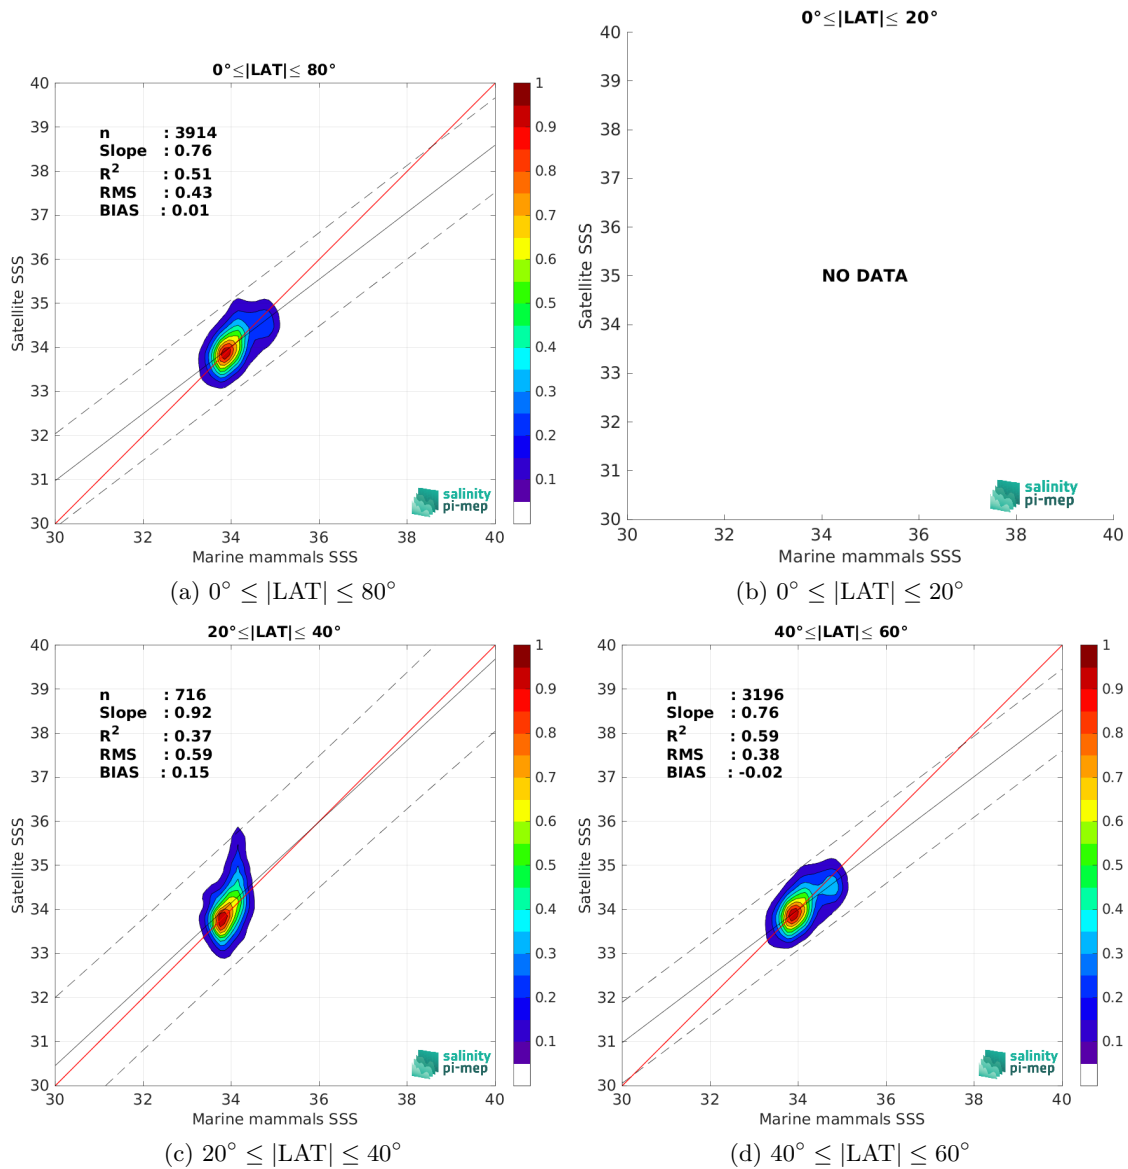 0°≤|LAT|≤ 80°
n : 3914
Slope : 0.76
R² : 0.51
RMS : 0.43
BIAS : 0.01
40
39
38
37
36
35
34
33
32
31
30
Satellite SSS
30 32 34 36 38 40
Marine mammals SSS
1
0.9
0.8
0.7
0.6
0.5
0.4
0.3
0.2
0.1
salinity
pi-mep
(a) 0° ≤ |LAT| ≤ 80°
0°≤|LAT|≤ 20°
40
39
38
37
36
35
34
33
32
31
30
Satellite SSS
NO DATA
30 32 34 36 38 40
Marine mammals SSS
salinity
pi-mep
(b) 0° ≤ |LAT| ≤ 20°
20°≤|LAT|≤ 40°
n : 716
Slope : 0.92
R² : 0.37
RMS : 0.59
BIAS : 0.15
40
39
38
37
36
35
34
33
32
31
30
Satellite SSS
30 32 34 36 38 40
Marine mammals SSS
1
0.9
0.8
0.7
0.6
0.5
0.4
0.3
0.2
0.1
salinity
pi-mep
(c) 20° ≤ |LAT| ≤ 40°
40°≤|LAT|≤ 60°
n : 3196
Slope : 0.76
R² : 0.59
RMS : 0.38
BIAS : -0.02
40
39
38
37
36
35
34
33
32
31
30
Satellite SSS
30 32 34 36 38 40
Marine mammals SSS
1
0.9
0.8
0.7
0.6
0.5
0.4
0.3
0.2
0.1
salinity
pi-mep
(d) 40° ≤ |LAT| ≤ 60°